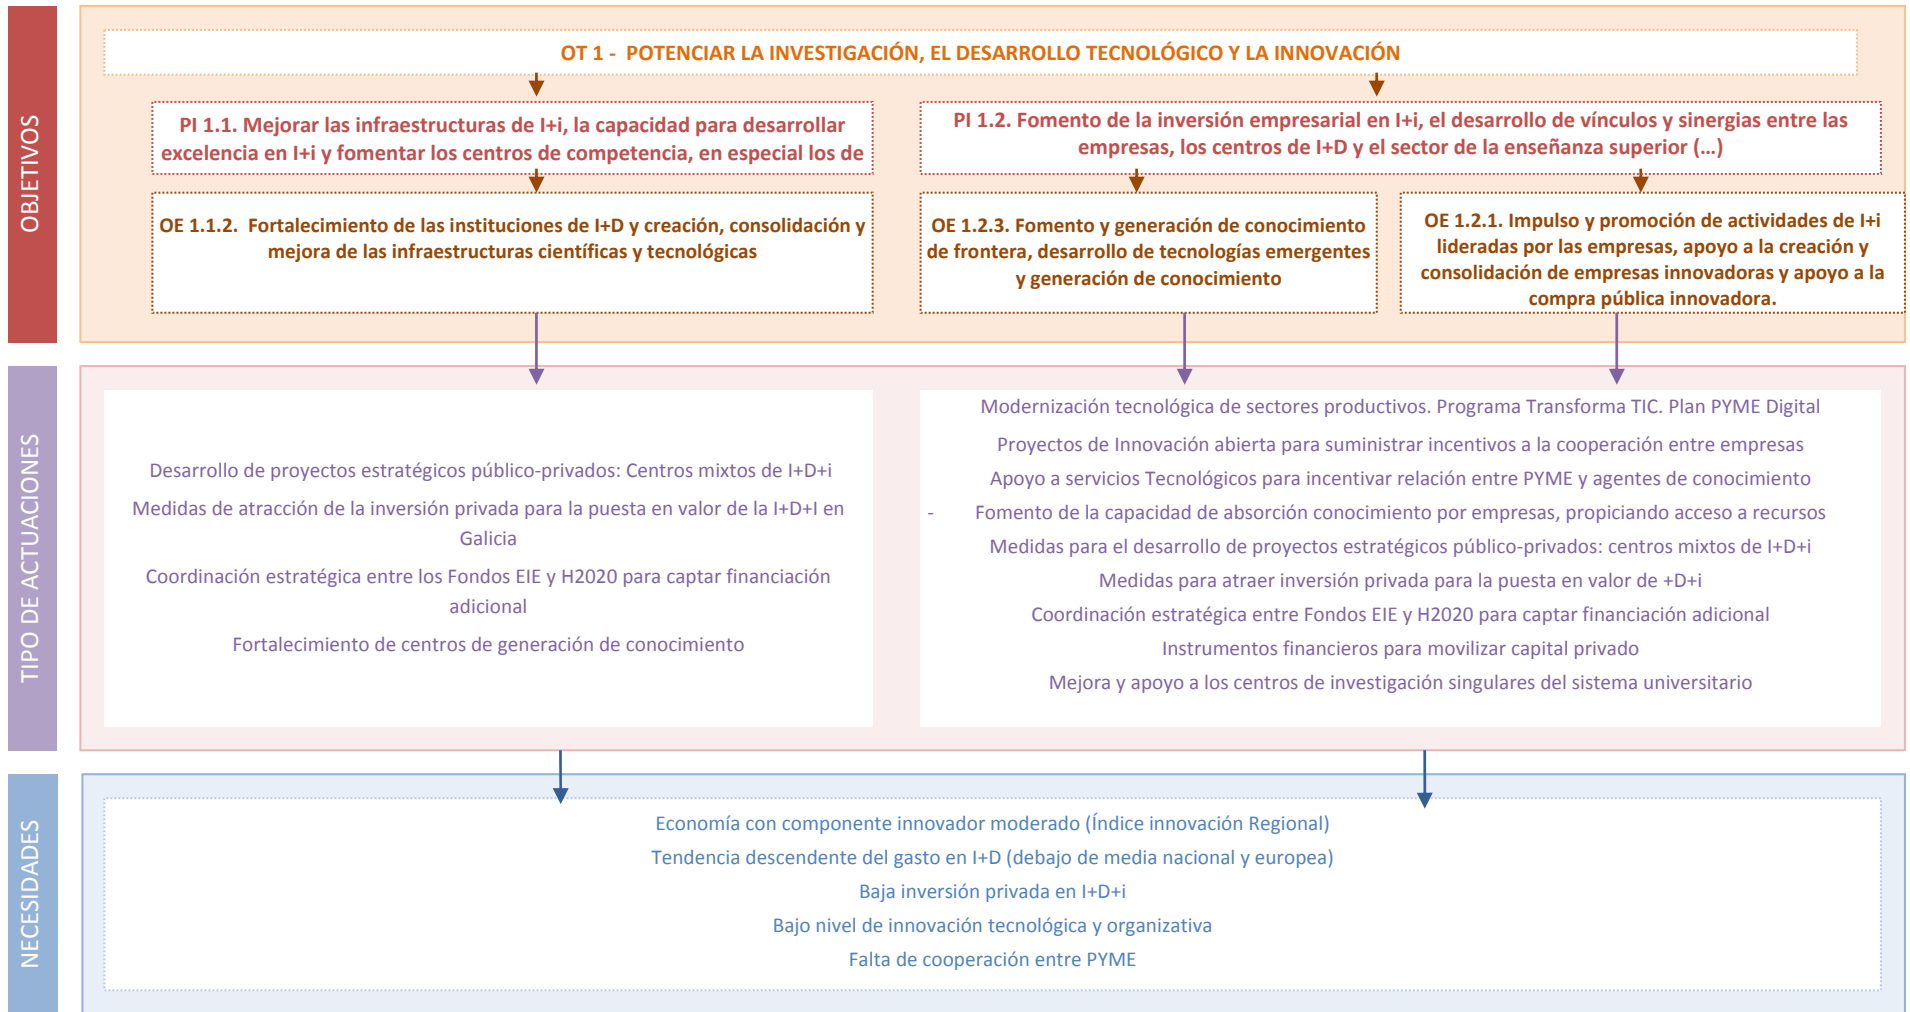 OBJETIVOS
OT 1 - POTENCIAR LA INVESTIGACIÓN, EL DESARROLLO TECNOLÓGICO Y LA INNOVACIÓN
PI 1.1. Mejorar las infraestructuras de I+i, la capacidad para desarrollar
excelencia en I+i y fomentar los centros de competencia, en especial los de
PI 1.2. Fomento de la inversión empresarial en I+i, el desarrollo de vínculos y sinergias entre las
empresas, los centros de I+D y el sector de la enseñanza superior (...)
OE 1.1.2. Fortalecimiento de las instituciones de I+D y creación, consolidación y
mejora de las infraestructuras científicas y tecnológicas
OE 1.2.3. Fomento y generación de conocimiento
de frontera, desarrollo de tecnologías emergentes
y generación de conocimiento
OE 1.2.1. Impulso y promoción de actividades de I+i
lideradas por las empresas, apoyo a la creación y
consolidación de empresas innovadoras y apoyo a la
compra pública innovadora.
TIPO DE ACTUACIONES
Desarrollo de proyectos estratégicos público-privados: Centros mixtos de I+D+i
Medidas de atracción de la inversión privada para la puesta en valor de la I+D+I en
Galicia
Coordinación estratégica entre los Fondos EIE y H2020 para captar financiación
adicional
Fortalecimiento de centros de generación de conocimiento
Modernización tecnológica de sectores productivos. Programa Transforma TIC. Plan PYME Digital
Proyectos de Innovación abierta para suministrar incentivos a la cooperación entre empresas
Apoyo a servicios Tecnológicos para incentivar relación entre PYME y agentes de conocimiento
- Fomento de la capacidad de absorción conocimiento por empresas, propiciando acceso a recursos
Medidas para el desarrollo de proyectos estratégicos público-privados: centros mixtos de I+D+i
Medidas para atraer inversión privada para la puesta en valor de +D+i
Coordinación estratégica entre Fondos EIE y H2020 para captar financiación adicional
Instrumentos financieros para movilizar capital privado
Mejora y apoyo a los centros de investigación singulares del sistema universitario
NECESIDADES
Economía con componente innovador moderado (Índice innovación Regional)
Tendencia descendente del gasto en I+D (debajo de media nacional y europea)
Baja inversión privada en I+D+i
Bajo nivel de innovación tecnológica y organizativa
Falta de cooperación entre PYME